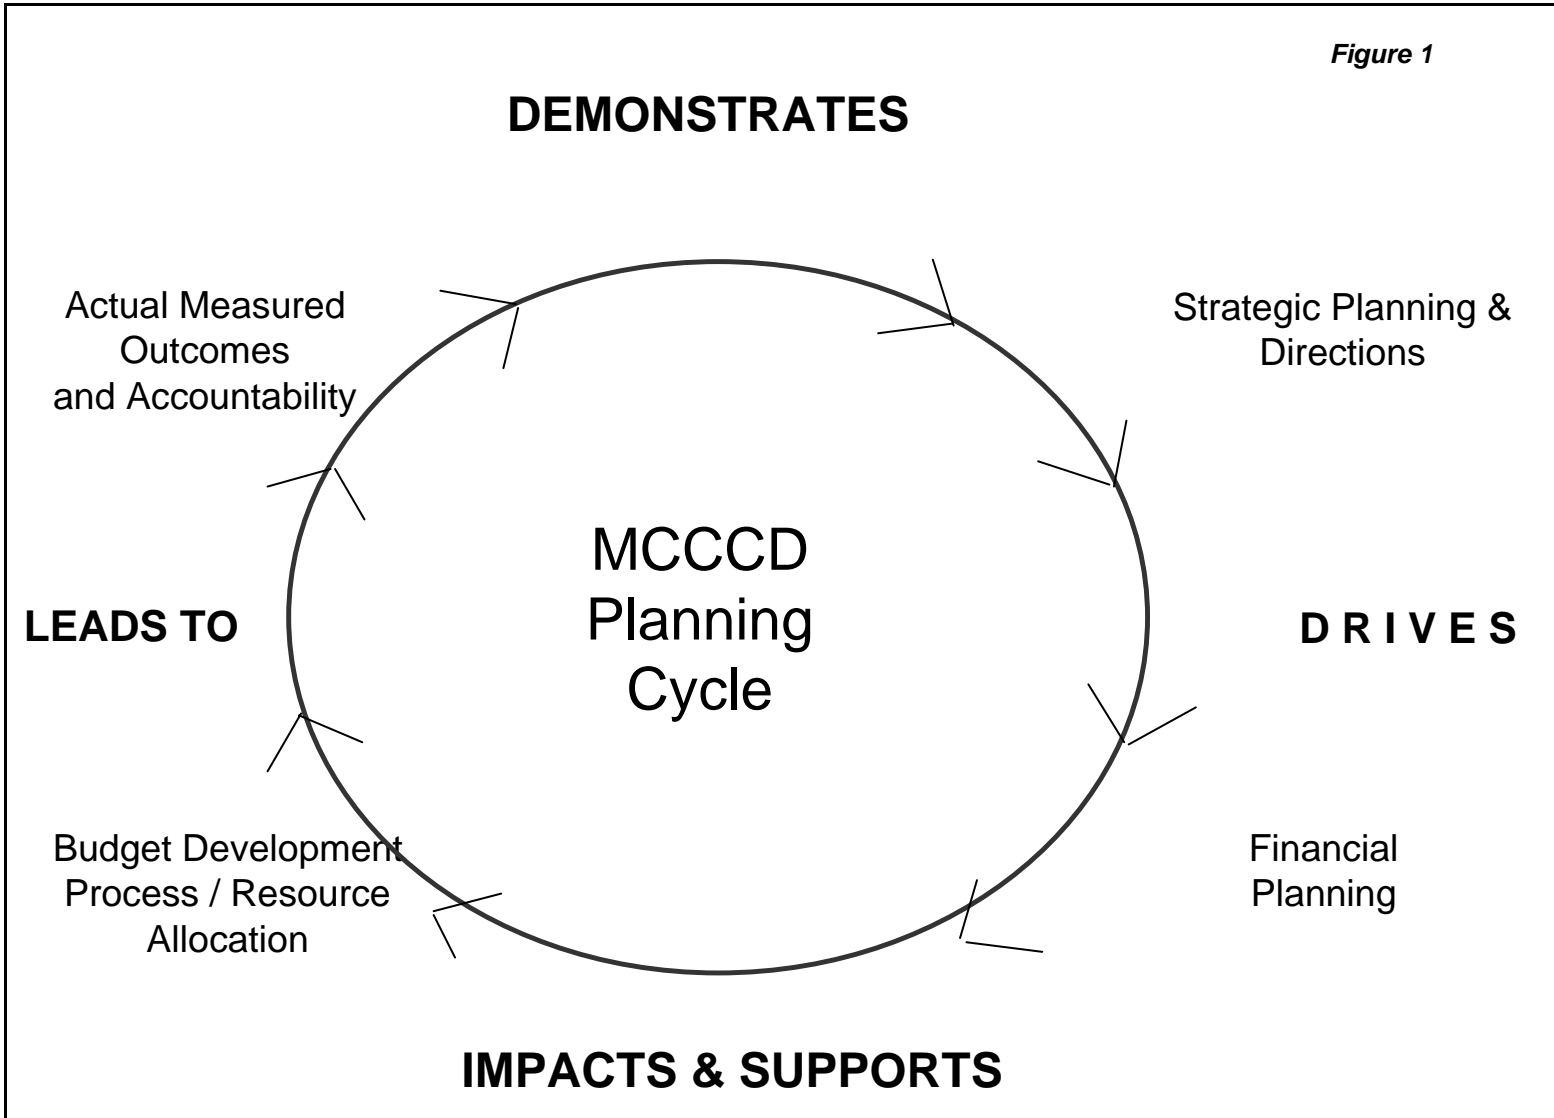 Figure 1
DEMONSTRATES
Actual Measured
Outcomes
and Accountability
Strategic Planning &
Directions
MCCCD
Planning
Cycle
LEADS TO
D R I V E S
Budget Development
Process / Resource
Allocation
Financial
Planning
IMPACTS & SUPPORTS